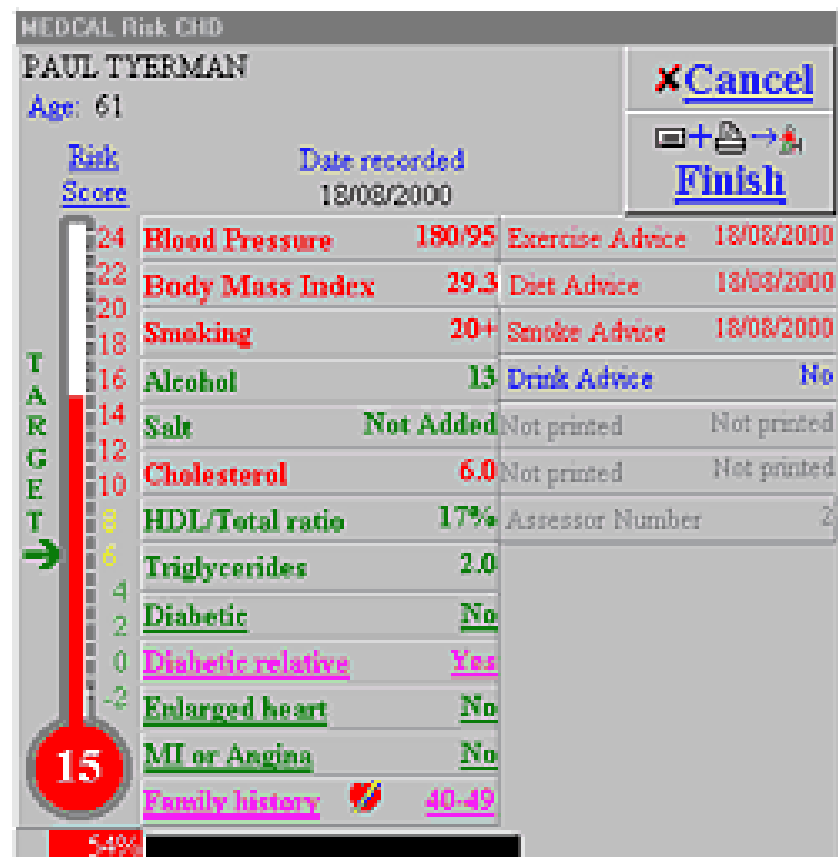 MEDCAL Risk CHD
PAUL TYERMAN
Age: 61
Cancel
Finish
Risk Score
Date recorded
18/08/2000
TARGET
24
22
20
18
16
14
12
10
8
6
4
2
0
-2
15
54%
Blood Pressure 180/95 Exercise Advice 18/08/2000
Body Mass Index 29.3 Diet Advice 18/08/2000
Smoking 20+ Smoke Advice 18/08/2000
Alcohol 13 Drink Advice No
Salt Not Added Not printed Not printed
Cholesterol 6.0 Not printed Not printed
HDL/Total ratio 17% Assessor Number 2
Triglycerides 2.0
Diabetic No
Diabetic relative Yes
Enlarged heart No
MI or Angina No
Family history 40-49